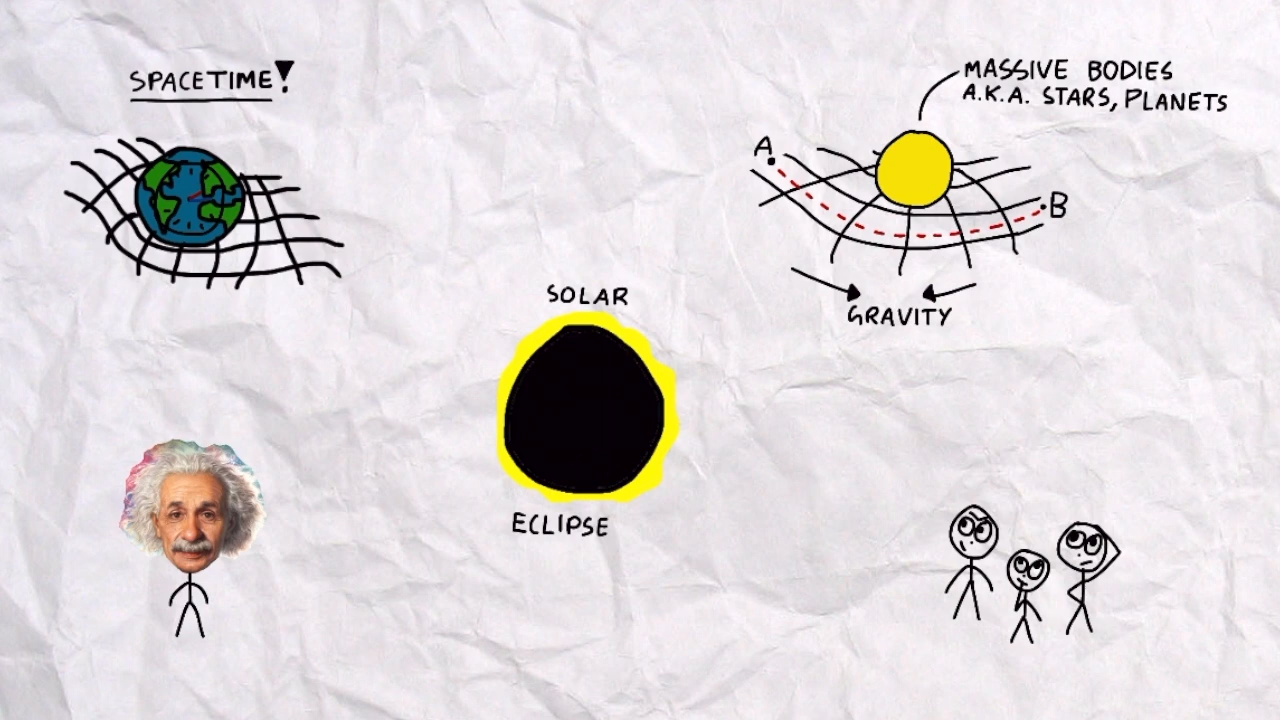 SPACETIME!
MASSIVE BODIES
A.K.A. STARS, PLANETS
A
B
GRAVITY
SOLAR
ECLIPSE